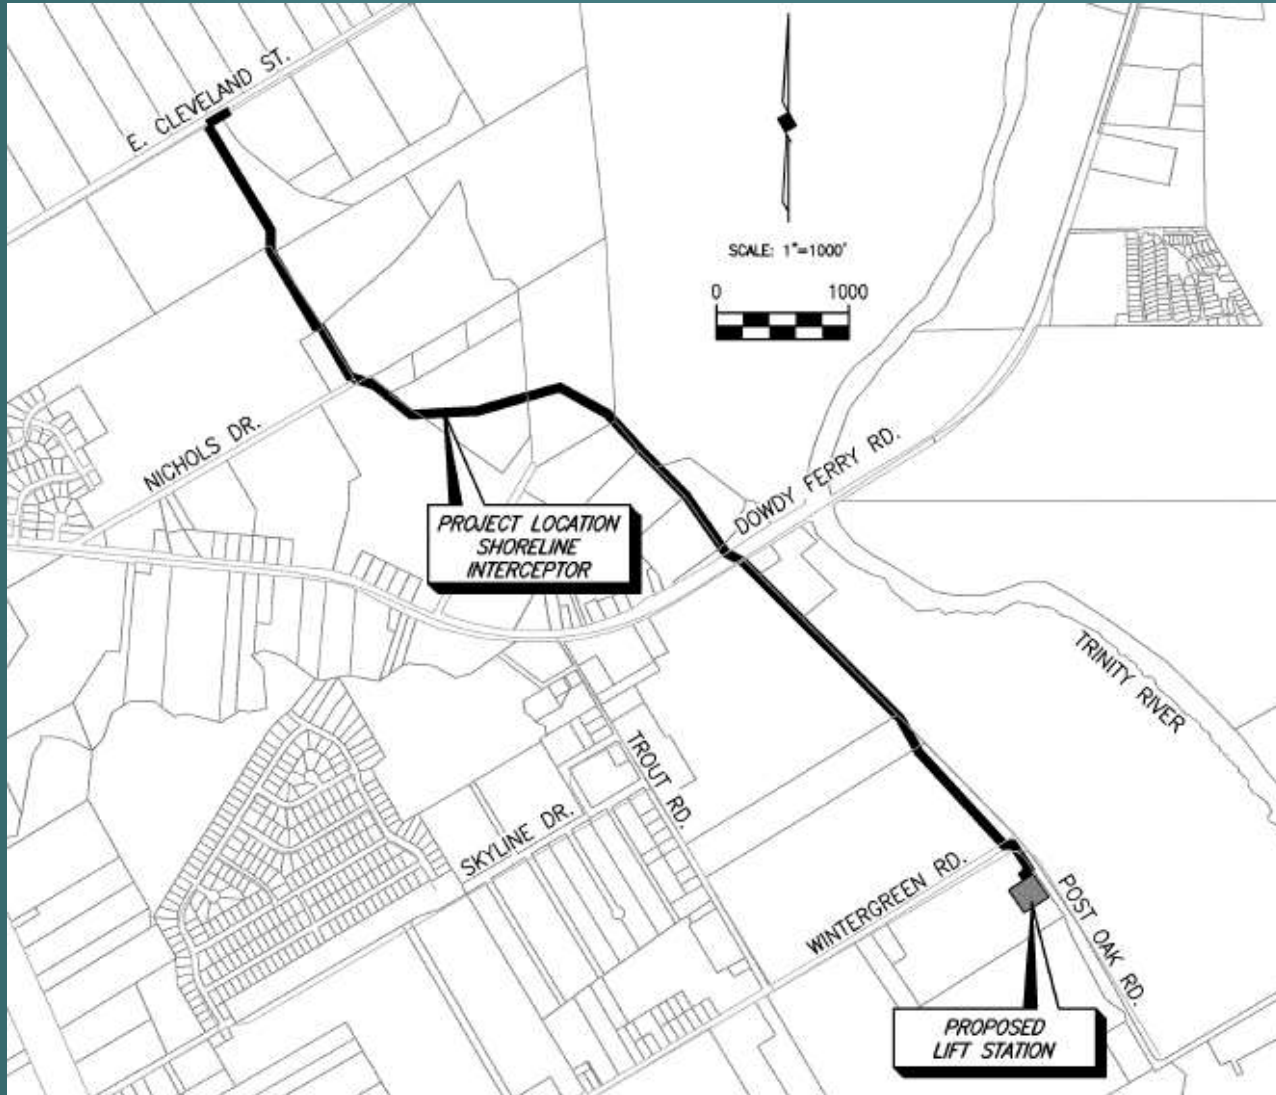 E. CLEVELAND ST.
SCALE: 1"=1000'
0 1000
NICHOLS DR.
DOWDY FERRY RD.
PROJECT LOCATION
SHORELINE
INTERCEPTOR
TRINITY RIVER
TROUT RD.
SKYLINE DR.
WINTERGREEN RD.
POST OAK RD.
PROPOSED
LIFT STATION